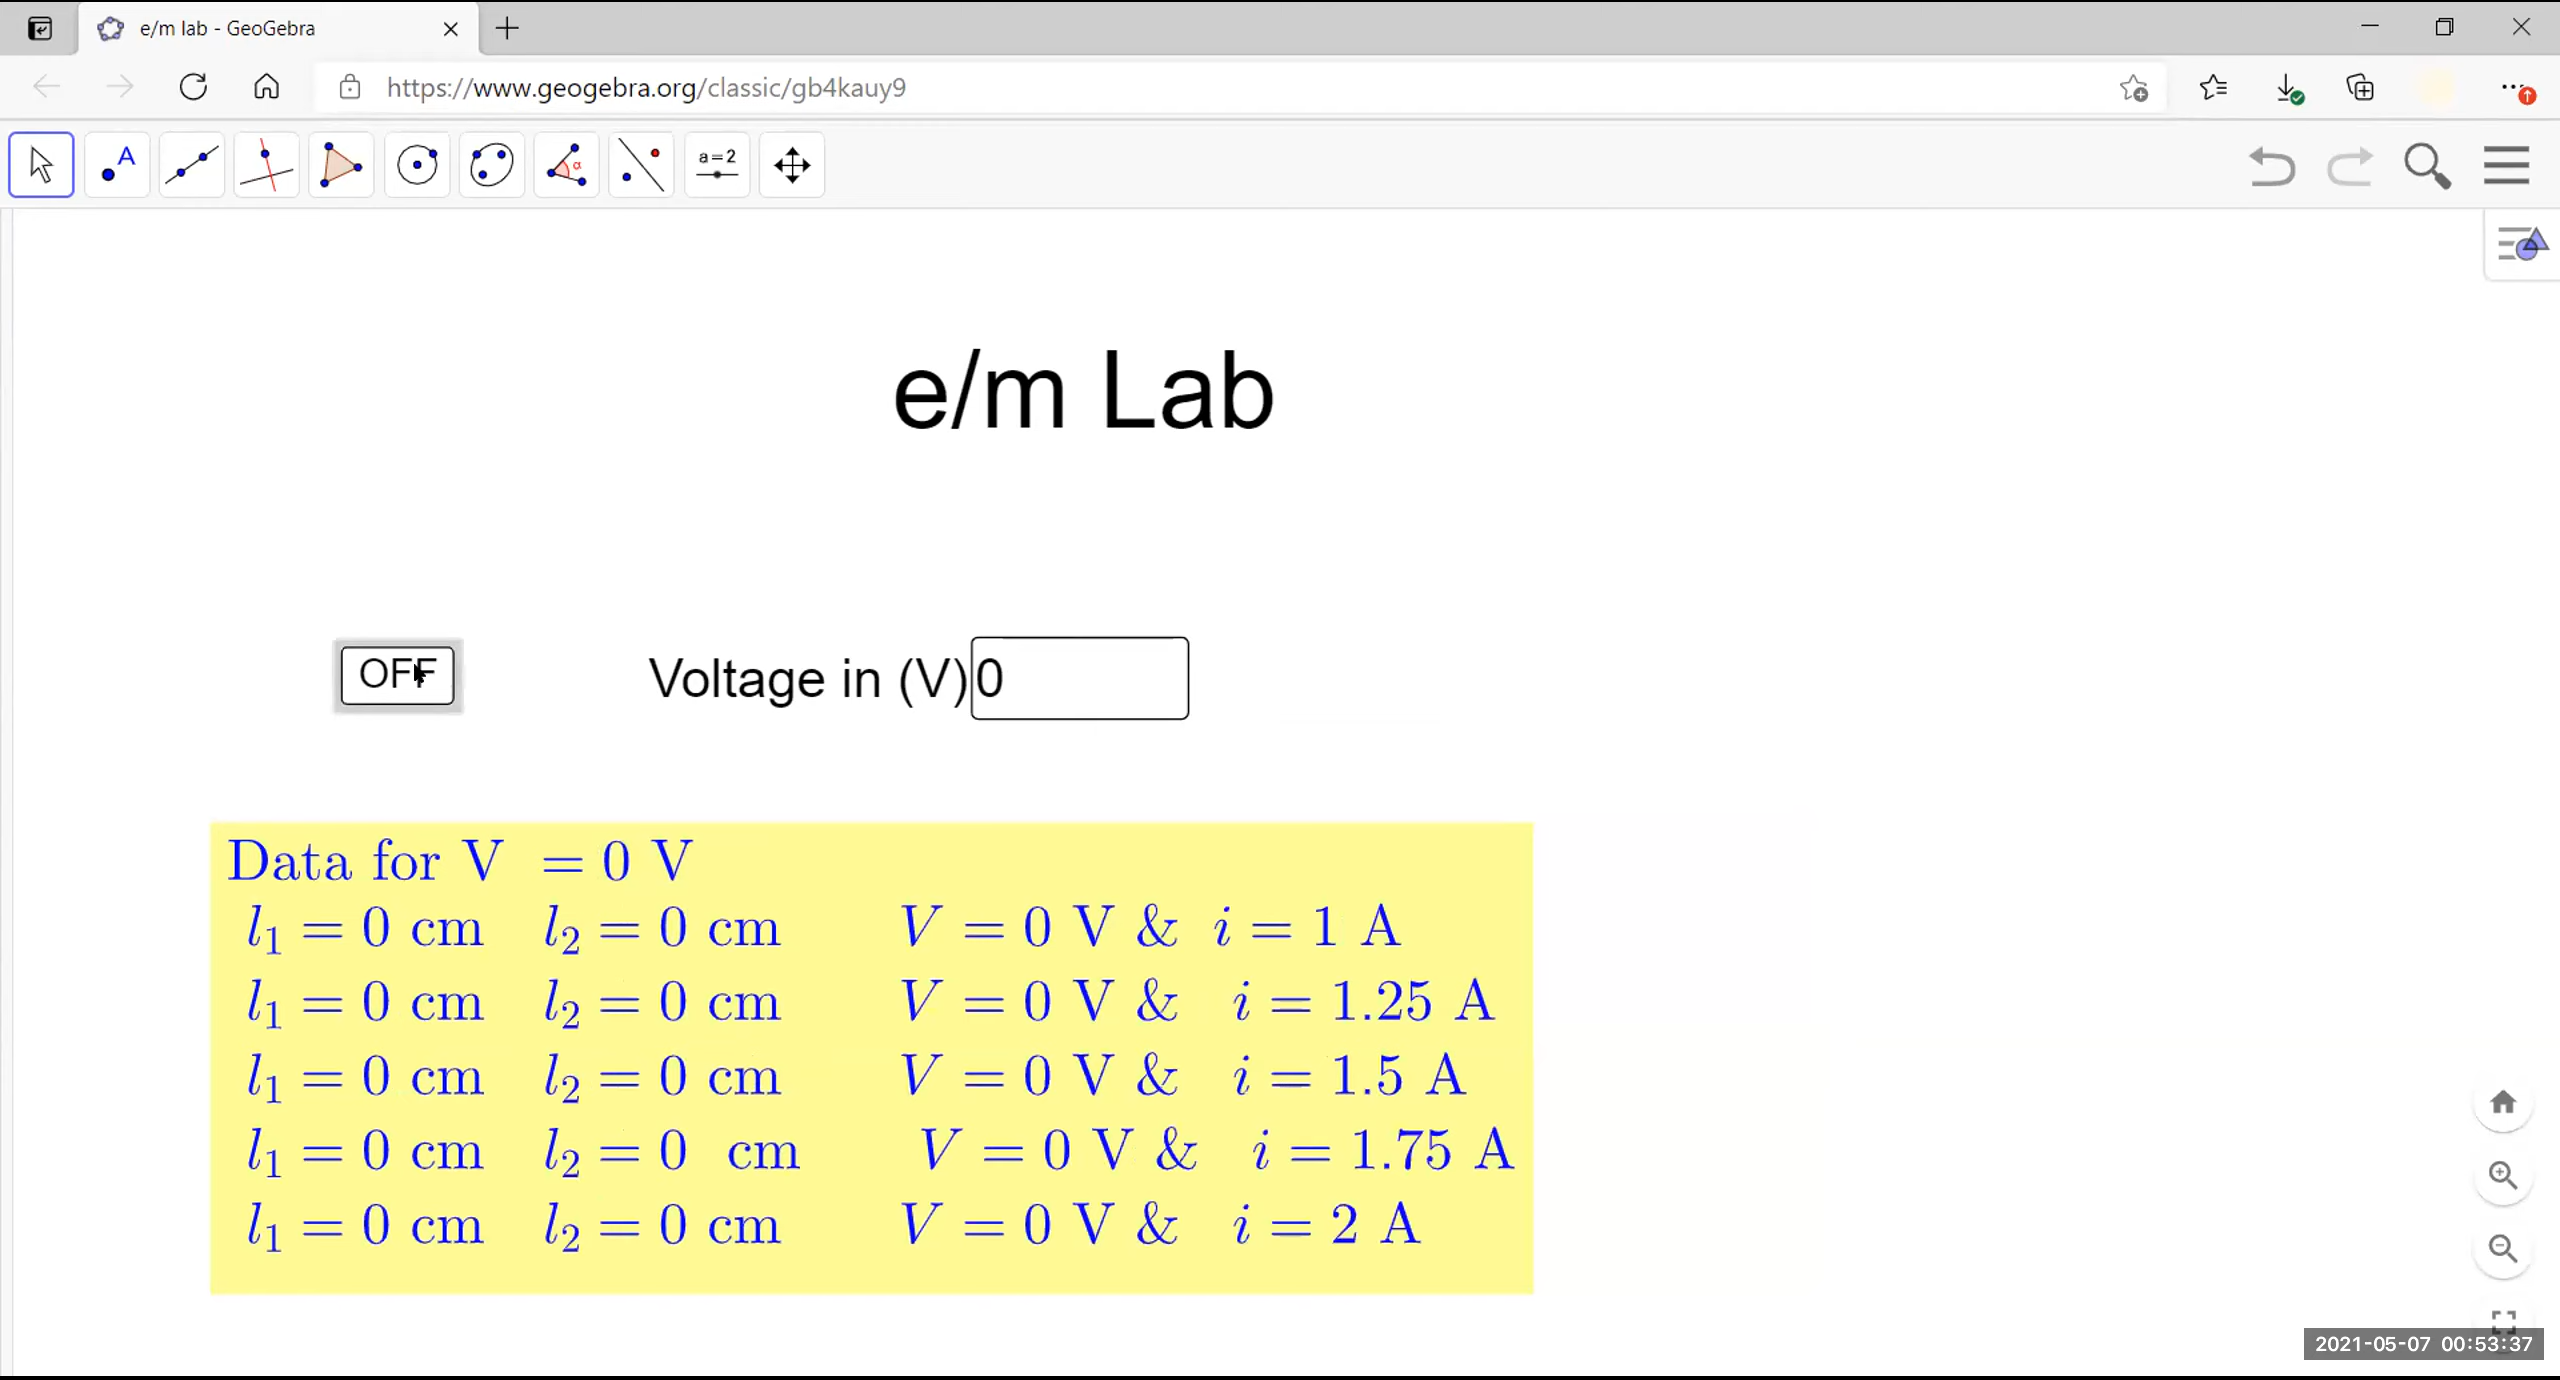 e/m lab - GeoGebra
https://www.geogebra.org/classic/gb4kauy9
A
α
a=2
e/m Lab
OFF
Voltage in (V) 0
Data for V = 0 V
l₁ = 0 cm l₂ = 0 cm V = 0 V & i = 1 A
l₁ = 0 cm l₂ = 0 cm V = 0 V & i = 1.25 A
l₁ = 0 cm l₂ = 0 cm V = 0 V & i = 1.5 A
l₁ = 0 cm l₂ = 0 cm V = 0 V & i = 1.75 A
l₁ = 0 cm l₂ = 0 cm V = 0 V & i = 2 A
2021-05-07 00:53:37